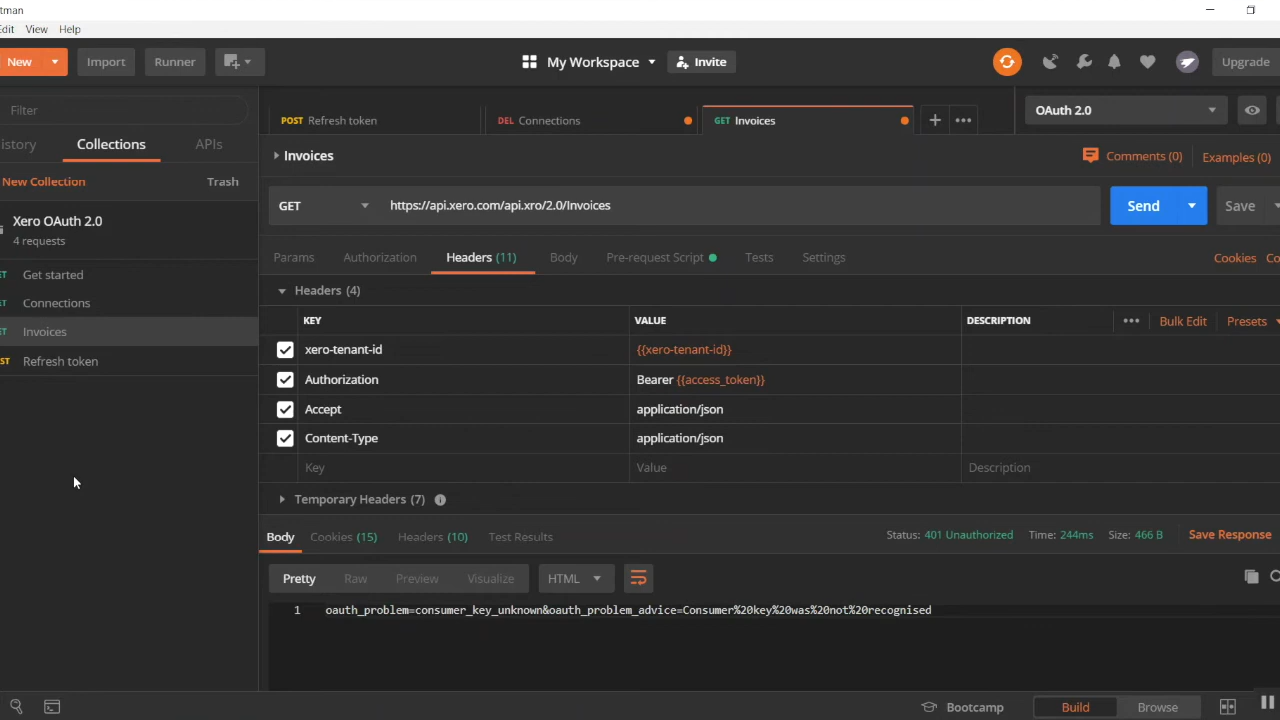 tman
Edit View Help
New Import Runner My Workspace Invite Upgrade
Filter
istory Collections APIs
New Collection Trash
Xero OAuth 2.0
4 requests
ET Get started
ET Connections
ET Invoices
OST Refresh token
POST Refresh token DEL Connections GET Invoices + ••• OAuth 2.0
Invoices Comments (0) Examples (0)
GET https://api.xero.com/api.xro/2.0/Invoices Send Save
Params Authorization Headers (11) Body Pre-request Script Tests Settings Cookies Co
Headers (4)
KEY VALUE DESCRIPTION ••• Bulk Edit Presets
xero-tenant-id {{xero-tenant-id}}
Authorization Bearer {{access_token}}
Accept application/json
Content-Type application/json
Key Value Description
Temporary Headers (7)
Body Cookies (15) Headers (10) Test Results Status: 401 Unauthorized Time: 244ms Size: 466 B Save Response
Pretty Raw Preview Visualize HTML
1 oauth_problem=consumer_key_unknown&oauth_problem_advice=Consumer%20key%20was%20not%20recognised
Bootcamp Build Browse